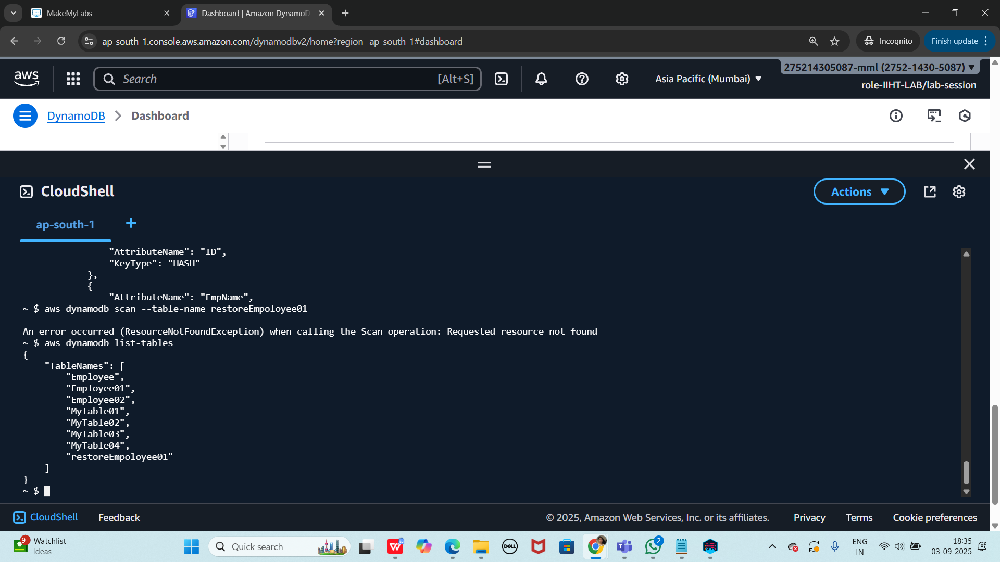 MakeMyLabs
Dashboard | Amazon DynamoD
ap-south-1.console.aws.amazon.com/dynamodbv2/home?region=ap-south-1#dashboard
Incognito
Finish update
aws
Search
[Alt+S]
Asia Pacific (Mumbai)
275214305087-mml (2752-1430-5087)
role-IIHT-LAB/lab-session
DynamoDB
Dashboard
CloudShell
Actions
ap-south-1
"AttributeName": "ID",
"KeyType": "HASH"
},
{
"AttributeName": "EmpName",
~ $ aws dynamodb scan --table-name restoreEmpoloyee01
An error occurred (ResourceNotFoundException) when calling the Scan operation: Requested resource not found
~ $ aws dynamodb list-tables
{
"TableNames": [
"Employee",
"Employee01",
"Employee02",
"MyTable01",
"MyTable02",
"MyTable03",
"MyTable04",
"restoreEmpoloyee01"
]
}
~ $
CloudShell
Feedback
© 2025, Amazon Web Services, Inc. or its affiliates.
Privacy
Terms
Cookie preferences
9+
Watchlist
Ideas
Quick search
W
DELL
2
ENG
IN
18:35
03-09-2025